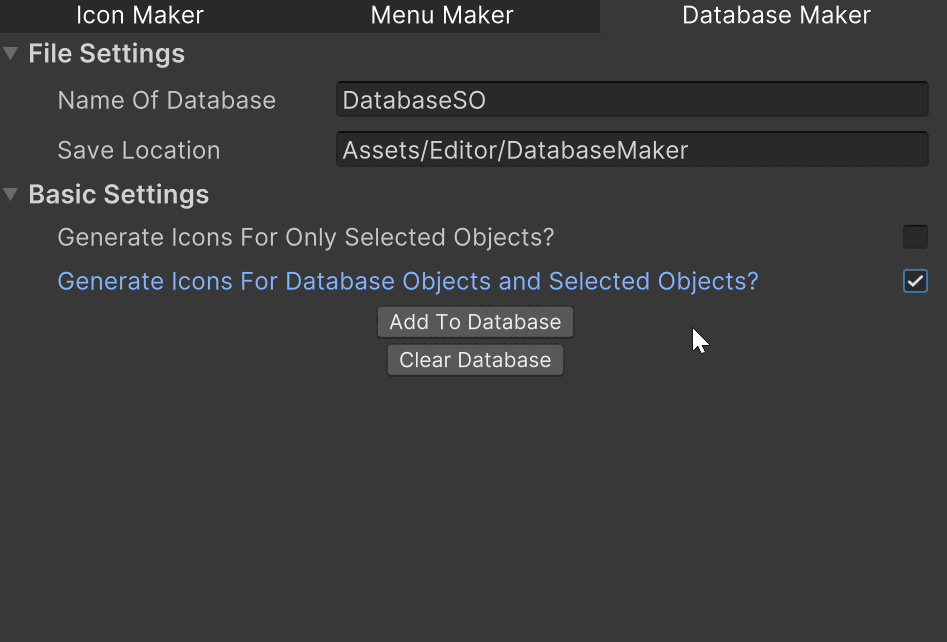 Icon Maker Menu Maker Database Maker
File Settings
Name Of Database DatabaseSO
Save Location Assets/Editor/DatabaseMaker
Basic Settings
Generate Icons For Only Selected Objects?
Generate Icons For Database Objects and Selected Objects?
Add To Database
Clear Database